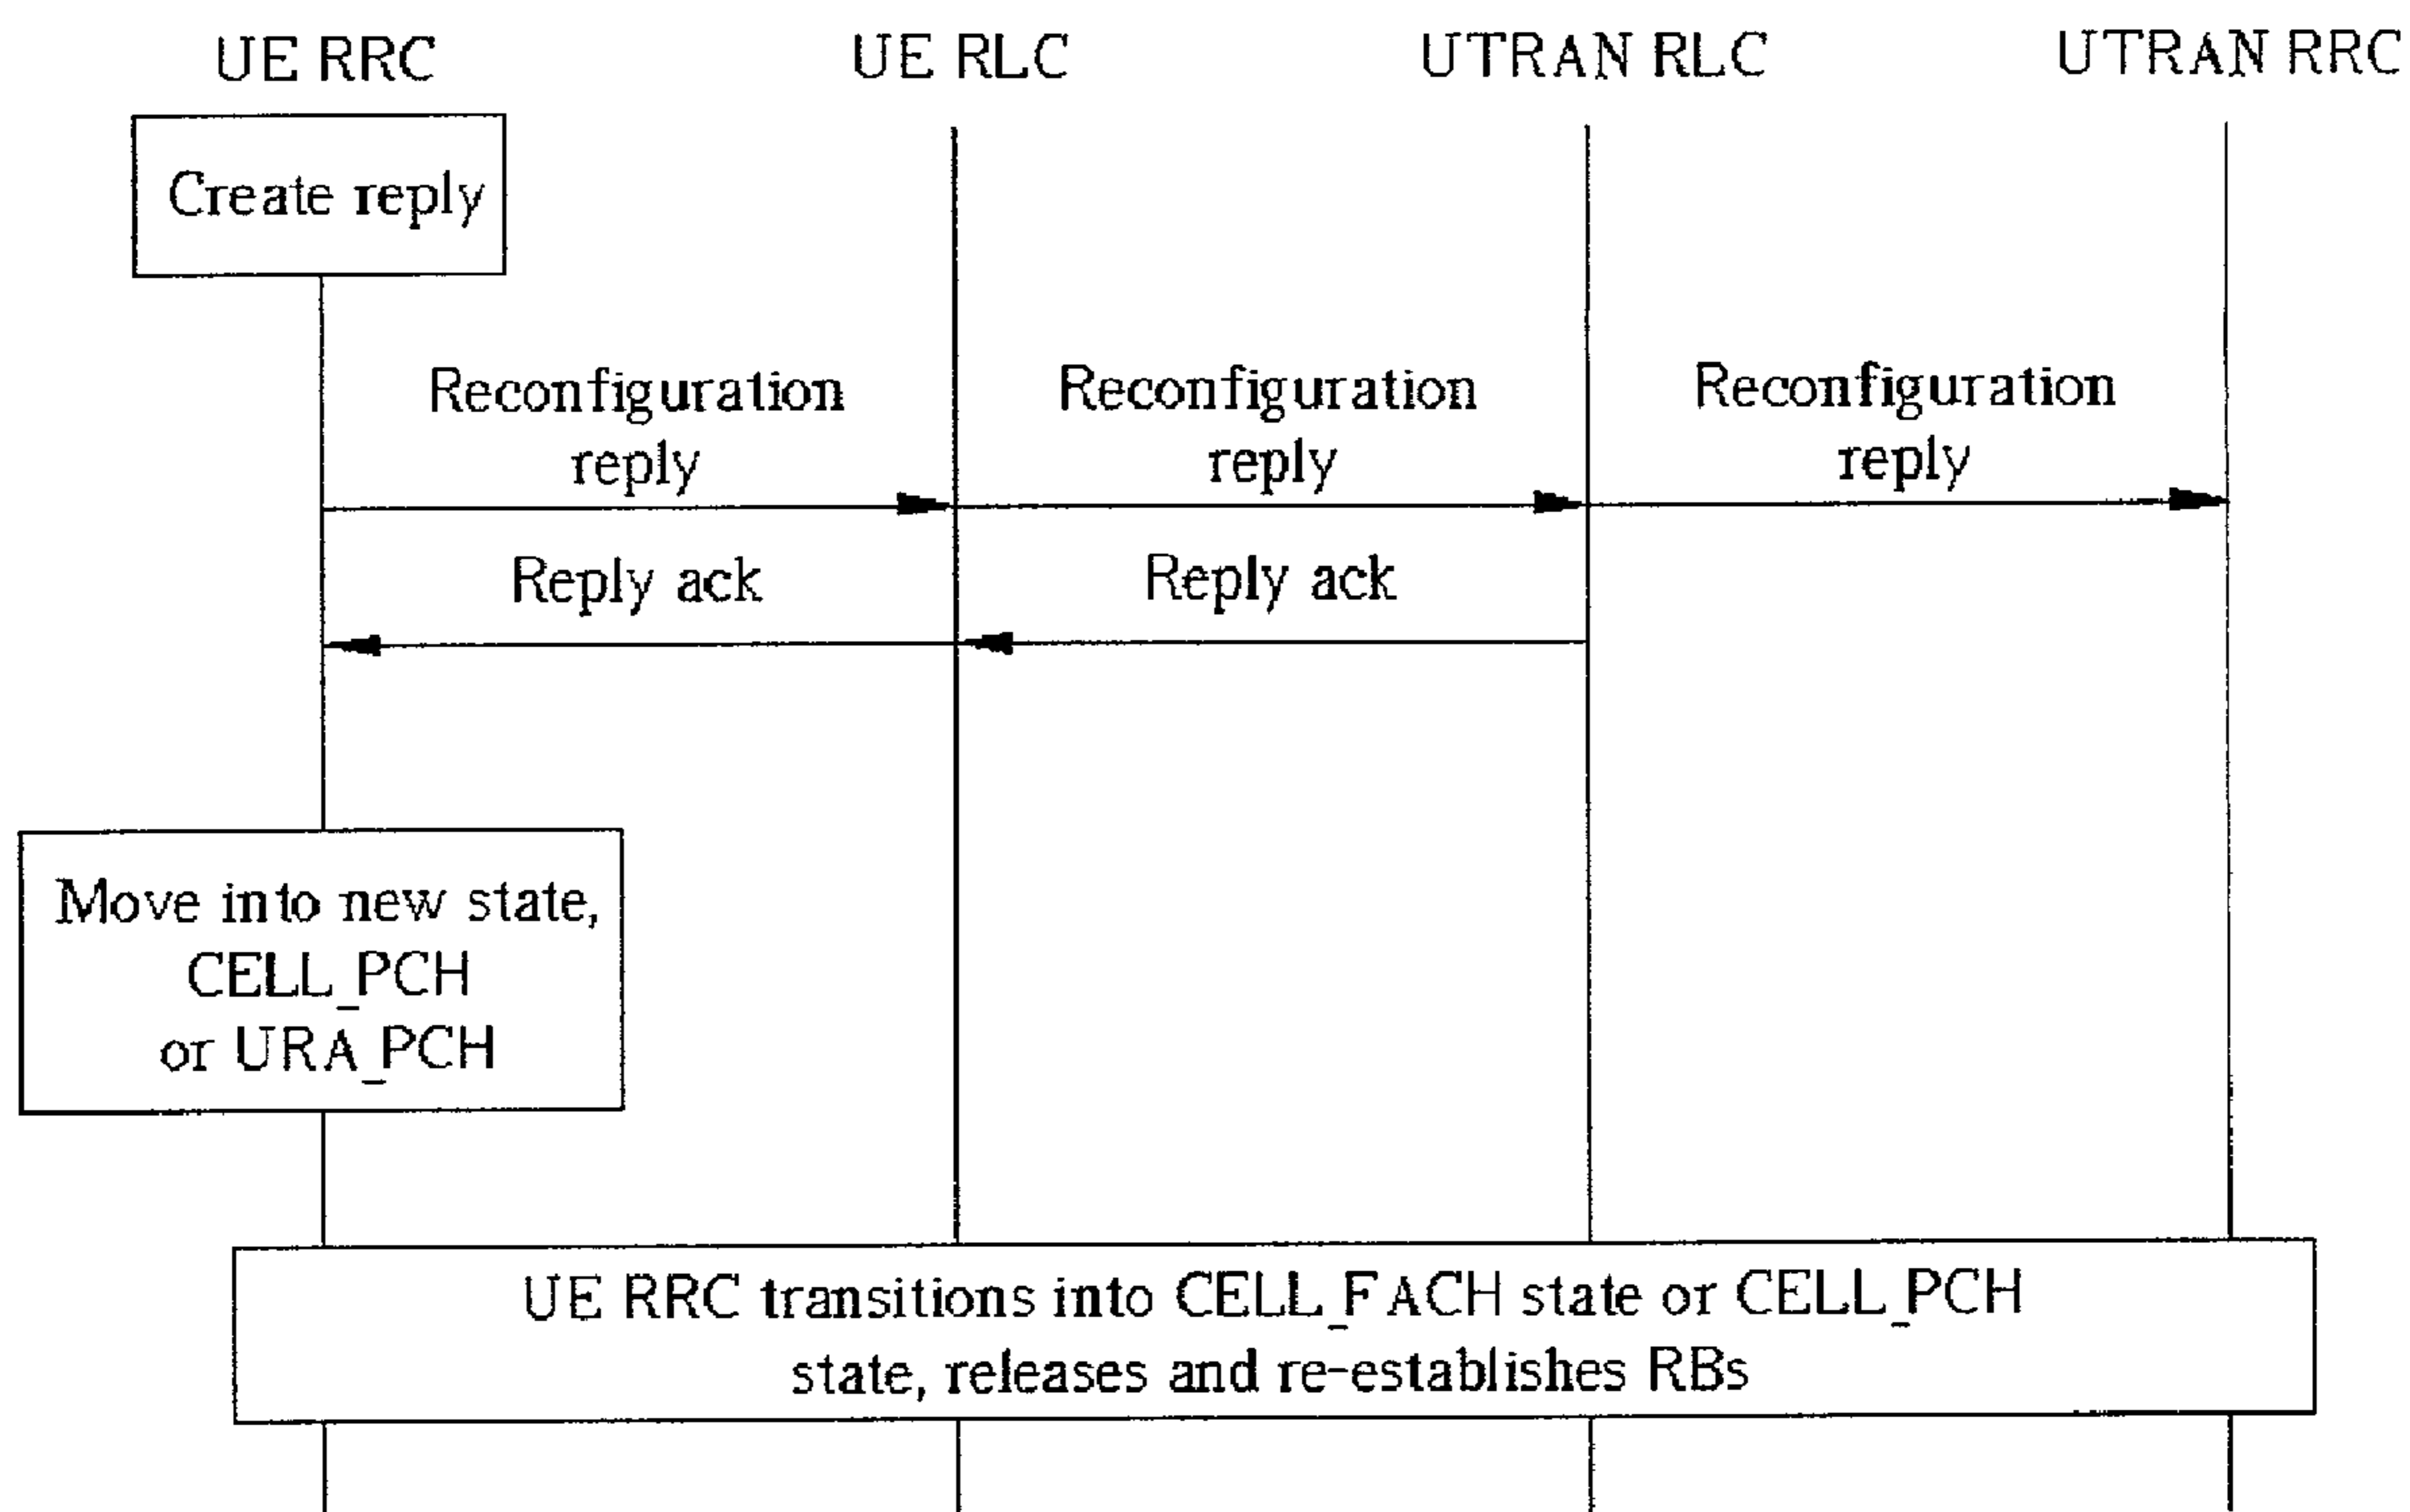 UE RRC
UE RLC
UTRAN RLC
UTRAN RRC
Create reply
Reconfiguration
reply
Reconfiguration
reply
Reconfiguration
reply
Reply ack
Reply ack
Move into new state,
CELL_PCH
or URA_PCH
UE RRC transitions into CELL_FACH state or CELL_PCH
state, releases and re-establishes RBs